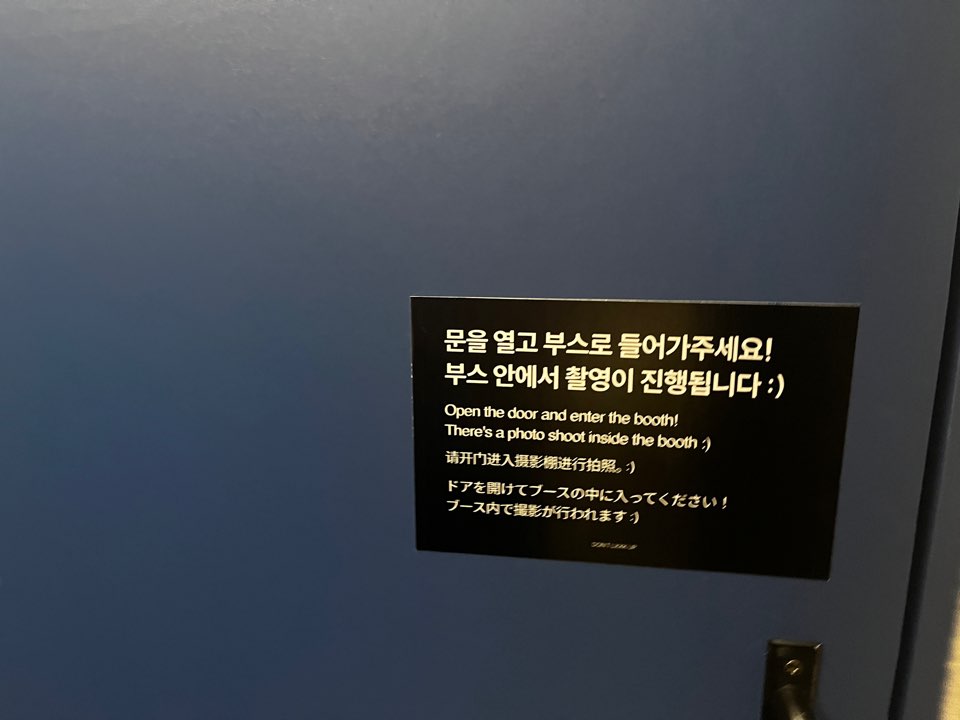 문을 열고 부스로 들어가주세요!
부스 안에서 촬영이 진행됩니다 :)
Open the door and enter the booth!
There's a photo shoot inside the booth :)
请开门进入摄影棚进行拍照。:)
ドアを開けてブースの中に入ってください！
ブース内で撮影が行われます :)
DON'T LXXK UP